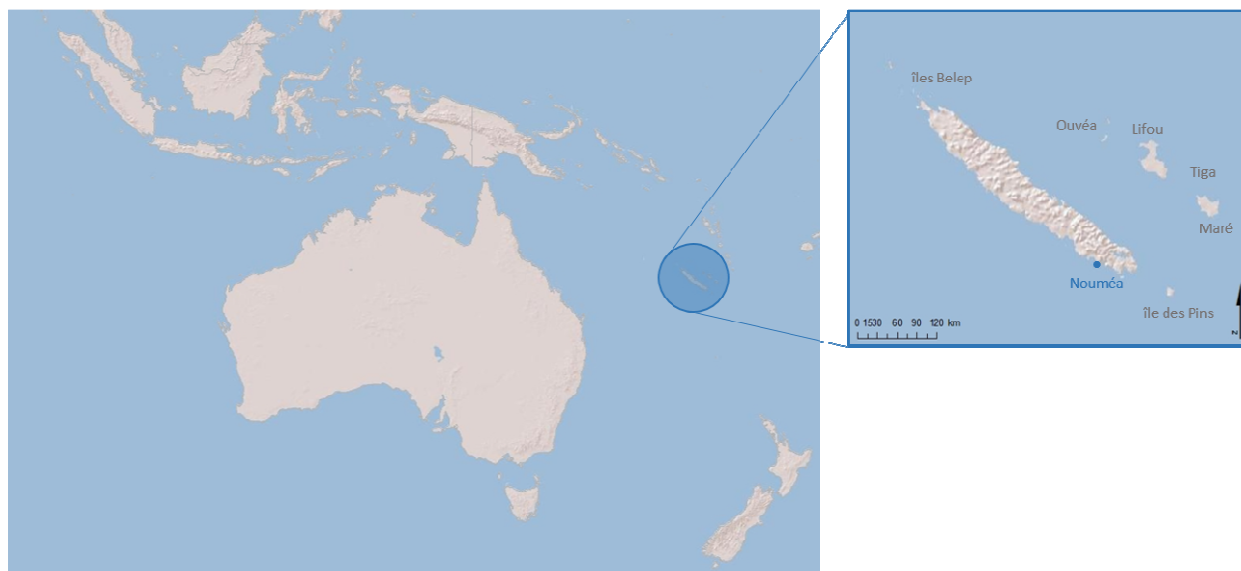 îles Belep
Ouvéa
Lifou
Tiga
Maré
Nouméa
île des Pins
0 1530 60 90 120 km
N